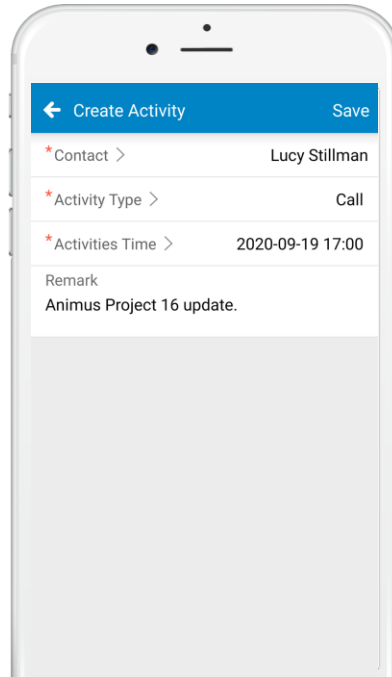 Create Activity Save
*Contact > Lucy Stillman
*Activity Type > Call
*Activities Time > 2020-09-19 17:00
Remark
Animus Project 16 update.